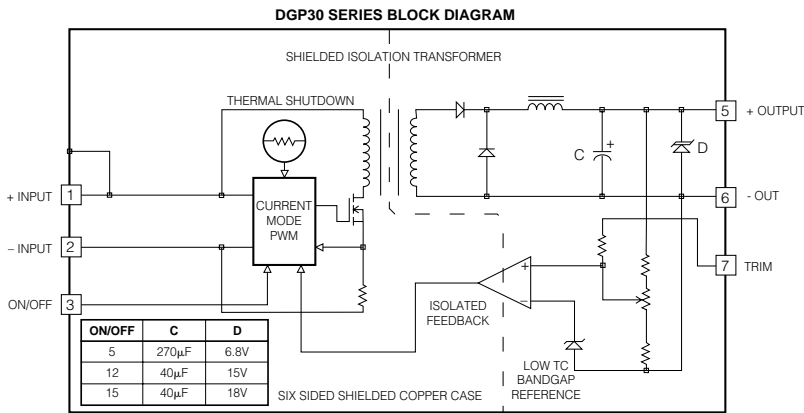 DGP30 SERIES BLOCK DIAGRAM
SHIELDED ISOLATION TRANSFORMER
THERMAL SHUTDOWN
5
+ OUTPUT
C
+
D
+ INPUT
1
CURRENT
MODE
PWM
6
- OUT
− INPUT
2
+
7
TRIM
ON/OFF
3
ISOLATED
FEEDBACK
−
ON/OFF C D
5 270µF 6.8V
12 40µF 15V
15 40µF 18V
LOW TC
BANDGAP
REFERENCE
SIX SIDED SHIELDED COPPER CASE